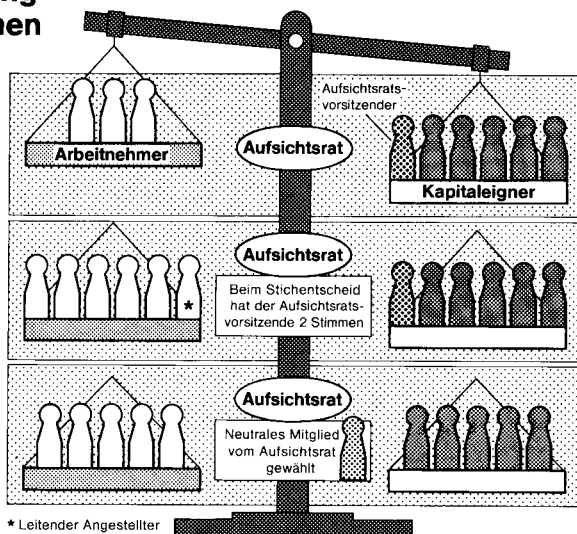 ng
nen
Aufsichtsrats-
vorsitzender
Arbeitnehmer
Aufsichtsrat
Kapitaleigner
Aufsichtsrat
Beim Stichentscheid
hat der Aufsichtsrats-
vorsitzende 2 Stimmen
*
Aufsichtsrat
Neutrales Mitglied
vom Aufsichtsrat
gewählt
* Leitender Angestellter